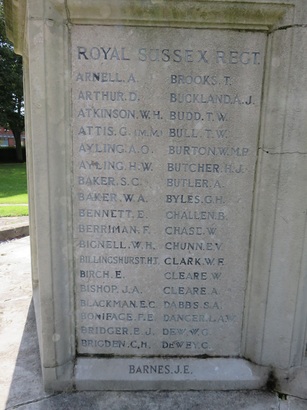 ROYAL SUSSEX REGT.
ARNELL. A.
ARTHUR. D.
ATKINSON. W. H.
ATTIS. G. (M.M.)
AYLING. A. O.
AYLING. H. W.
BAKER. S. C.
BAKER. W. A.
BENNETT. E.
BERRIMAN. F.
BIGNELL. W. H.
BILLINGSHURST. H.T.
BIRCH. E.
BISHOP. J. A.
BLACKMAN. E. C.
BONIFACE. F. E.
BRIDGER. E. J.
BRIGDEN. C. H.
BROOKS. T.
BUCKLAND. A. J.
BUDD. T. W.
BULL. T. W.
BURTON. W. M. P.
BUTCHER. H. J.
BUTLER. A.
BYLES. G. H.
CHALLEN. B.
CHASE. W.
CHUNN. E. V.
CLARK. W. F.
CLEARE. W.
CLEARE. A.
DABBS. S. A.
DANCER. L. A. W.
DEW. W. G.
DEWEY. G.
BARNES. J. E.